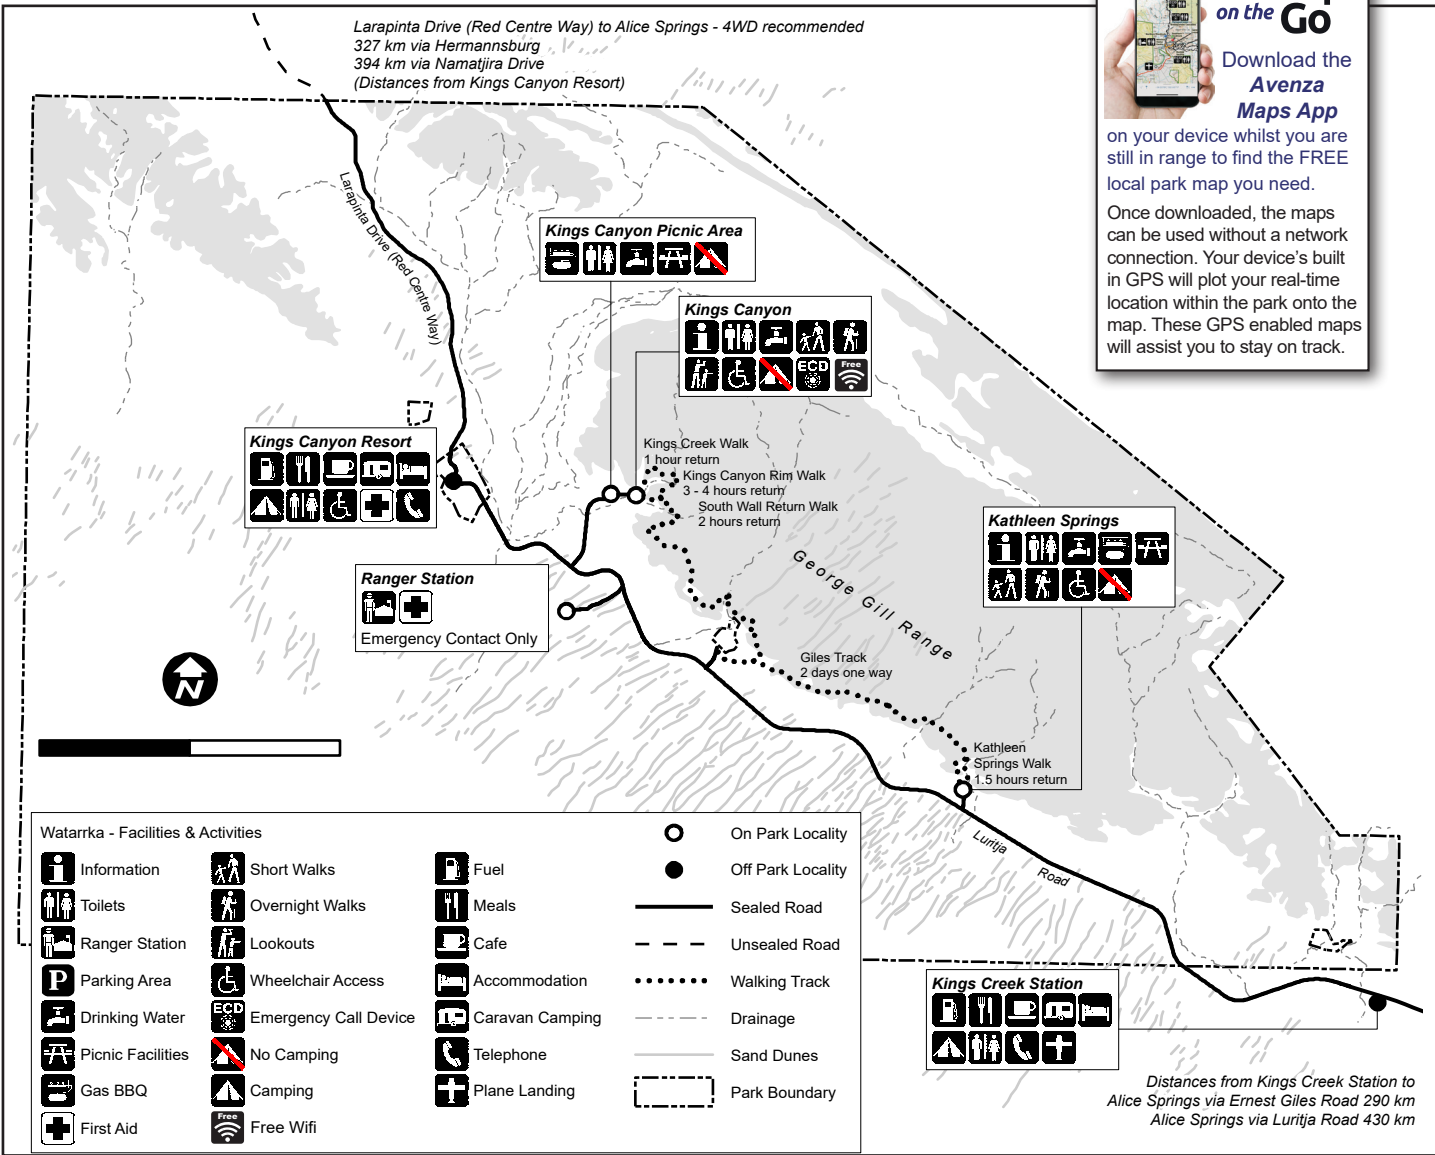 Larapinta Drive (Red Centre Way) to Alice Springs - 4WD recommended
327 km via Hermannsburg
394 km via Namatjira Drive
(Distances from Kings Canyon Resort)
on the Go
Download the
Avenza
Maps App
on your device whilst you are
still in range to find the FREE
local park map you need.
Once downloaded, the maps
can be used without a network
connection. Your device's built
in GPS will plot your real-time
location within the park onto the
map. These GPS enabled maps
will assist you to stay on track.
Larapinta Drive (Red Centre Way)
Kings Canyon Picnic Area
Kings Canyon
ECD
Free
Kings Canyon Resort
Kings Creek Walk
1 hour return
Kings Canyon Rim Walk
3 - 4 hours return
South Wall Return Walk
2 hours return
Kathleen Springs
George Gill Range
Ranger Station
Emergency Contact Only
Giles Track
2 days one way
N
Kathleen
Springs Walk
1.5 hours return
Luritja Road
Watarrka - Facilities & Activities
Information
Toilets
Ranger Station
P Parking Area
Drinking Water
Picnic Facilities
Gas BBQ
First Aid
Short Walks
Overnight Walks
Lookouts
Wheelchair Access
ECD Emergency Call Device
No Camping
Camping
Free Free Wifi
Fuel
Meals
Cafe
Accommodation
Caravan Camping
Telephone
Plane Landing
On Park Locality
Off Park Locality
Sealed Road
Unsealed Road
Walking Track
Drainage
Sand Dunes
Park Boundary
Kings Creek Station
Distances from Kings Creek Station to
Alice Springs via Ernest Giles Road 290 km
Alice Springs via Luritja Road 430 km